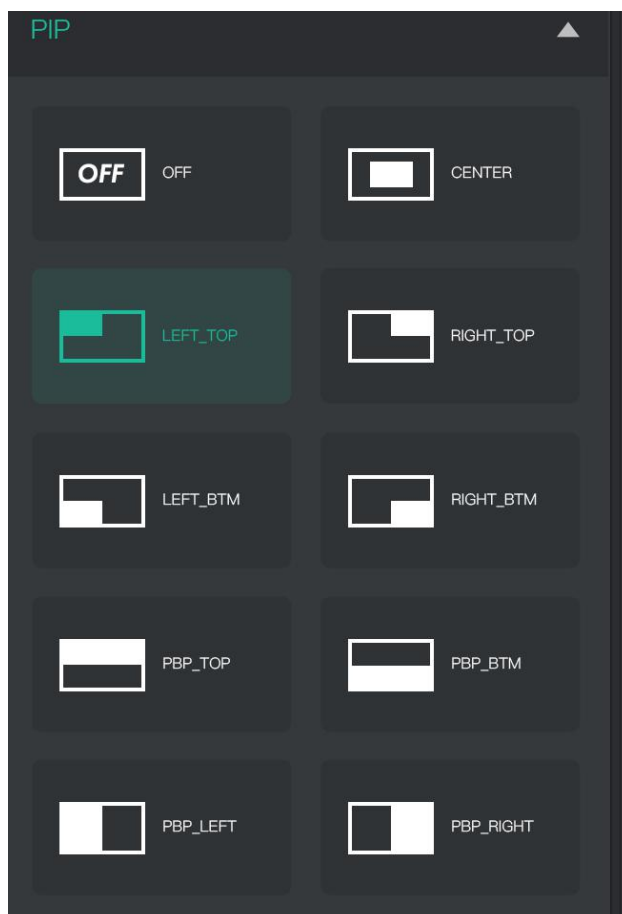 PIP
OFF OFF CENTER
LEFT_TOP RIGHT_TOP
LEFT_BTM RIGHT_BTM
PBP_TOP PBP_BTM
PBP_LEFT PBP_RIGHT